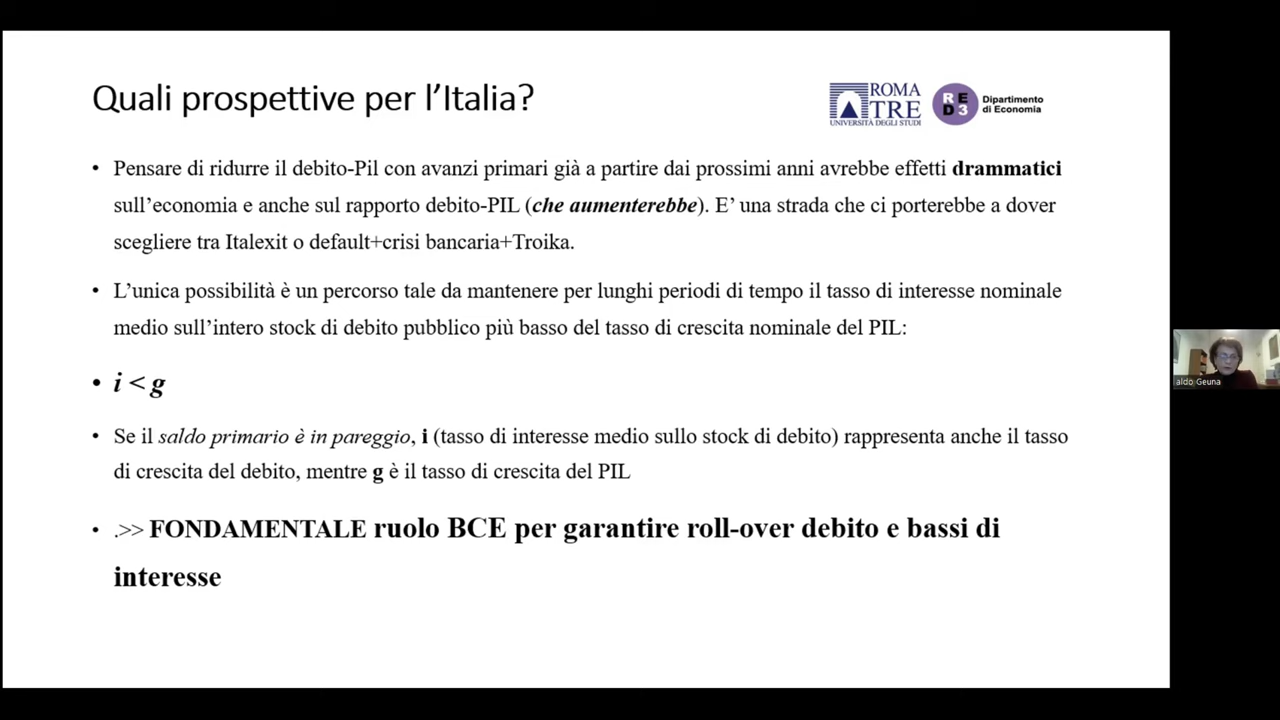 Quali prospettive per l'Italia?
ROMA
TRE
UNIVERSITÀ DEGLI STUDI
R E
D 3
Dipartimento
di Economia
• Pensare di ridurre il debito-Pil con avanzi primari già a partire dai prossimi anni avrebbe effetti drammatici
sull'economia e anche sul rapporto debito-PIL (che aumenterebbe). E' una strada che ci porterebbe a dover
scegliere tra Italexit o default+crisi bancaria+Troika.
• L'unica possibilità è un percorso tale da mantenere per lunghi periodi di tempo il tasso di interesse nominale
medio sull'intero stock di debito pubblico più basso del tasso di crescita nominale del PIL:
• i < g
• Se il saldo primario è in pareggio, i (tasso di interesse medio sullo stock di debito) rappresenta anche il tasso
di crescita del debito, mentre g è il tasso di crescita del PIL
• .>> FONDAMENTALE ruolo BCE per garantire roll-over debito e bassi di
interesse
aldo Geuna